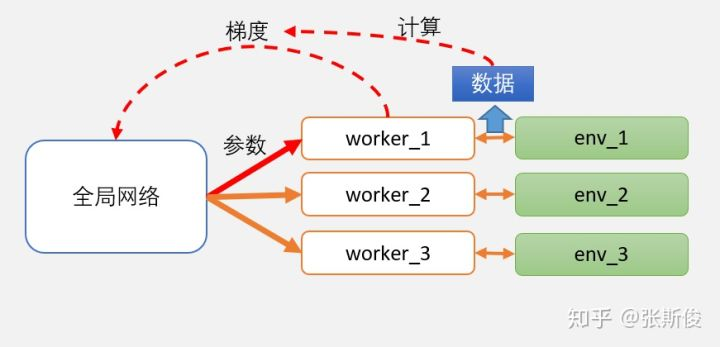 梯度
计算
数据
参数
全局网络
worker_1
env_1
worker_2
env_2
worker_3
env_3
知乎 @张斯俊